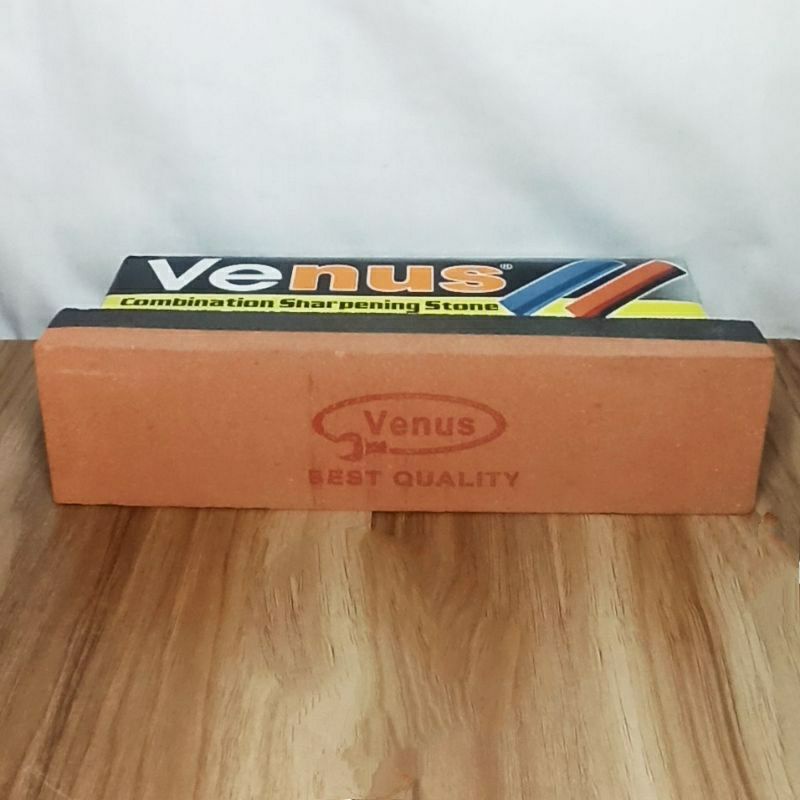 Venus®
Combination Sharpening Stone
Venus
BEST QUALITY